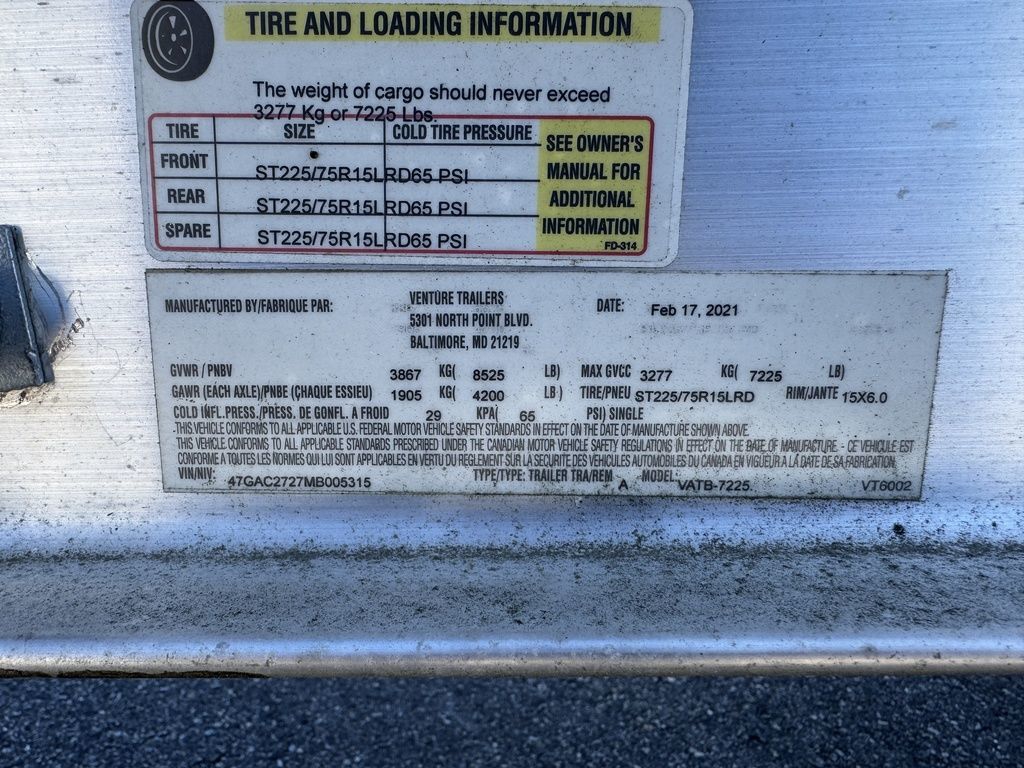 TIRE AND LOADING INFORMATION
The weight of cargo should never exceed
3277 Kg or 7225 Lbs.
TIRE SIZE COLD TIRE PRESSURE
FRONT ST225/75R15LRD65 PSI
REAR ST225/75R15LRD65 PSI
SPARE ST225/75R15LRD65 PSI
SEE OWNER'S
MANUAL FOR
ADDITIONAL
INFORMATION
FD-314
MANUFACTURED BY/FABRIQUE PAR: VENTURE TRAILERS DATE: Feb 17, 2021
5301 NORTH POINT BLVD.
BALTIMORE, MD 21219
GVWR / PNBV 3867 KG( 8525 LB) MAX GVCC 3277 KG( 7225 LB)
GAWR (EACH AXLE)/PNBE (CHAQUE ESSIEU) 1905 KG( 4200 LB) TIRE/PNEU ST225/75R15LRD RIM/JANTE 15X6.0
COLD INFL.PRESS./PRESS. DE GONFL. A FROID 29 KPA( 65 PSI) SINGLE
THIS VEHICLE CONFORMS TO ALL APPLICABLE U.S. FEDERAL MOTOR VEHICLE SAFETY STANDARDS IN EFFECT ON THE DATE OF MANUFACTURE SHOWN ABOVE.
THIS VEHICLE CONFORMS TO ALL APPLICABLE STANDARDS PRESCRIBED UNDER THE CANADIAN MOTOR VEHICLE SAFETY REGULATIONS IN EFFECT ON THE DATE OF MANUFACTURE. - CE VEHICULE EST
CONFORME A TOUTES LES NORMES QUI LUI SONT APPLICABLES EN VERTU DU REGLEMENT SUR LA SECURITE DES VEHICULES AUTOMOBILES DU CANADA EN VIGUEUR A LA DATE DE SA FABRICATION.
VIN/NIV: 47GAC2727MB005315 TYPE/TYPE: TRAILER TRA/REM A MODEL VATB-7225 VT6002